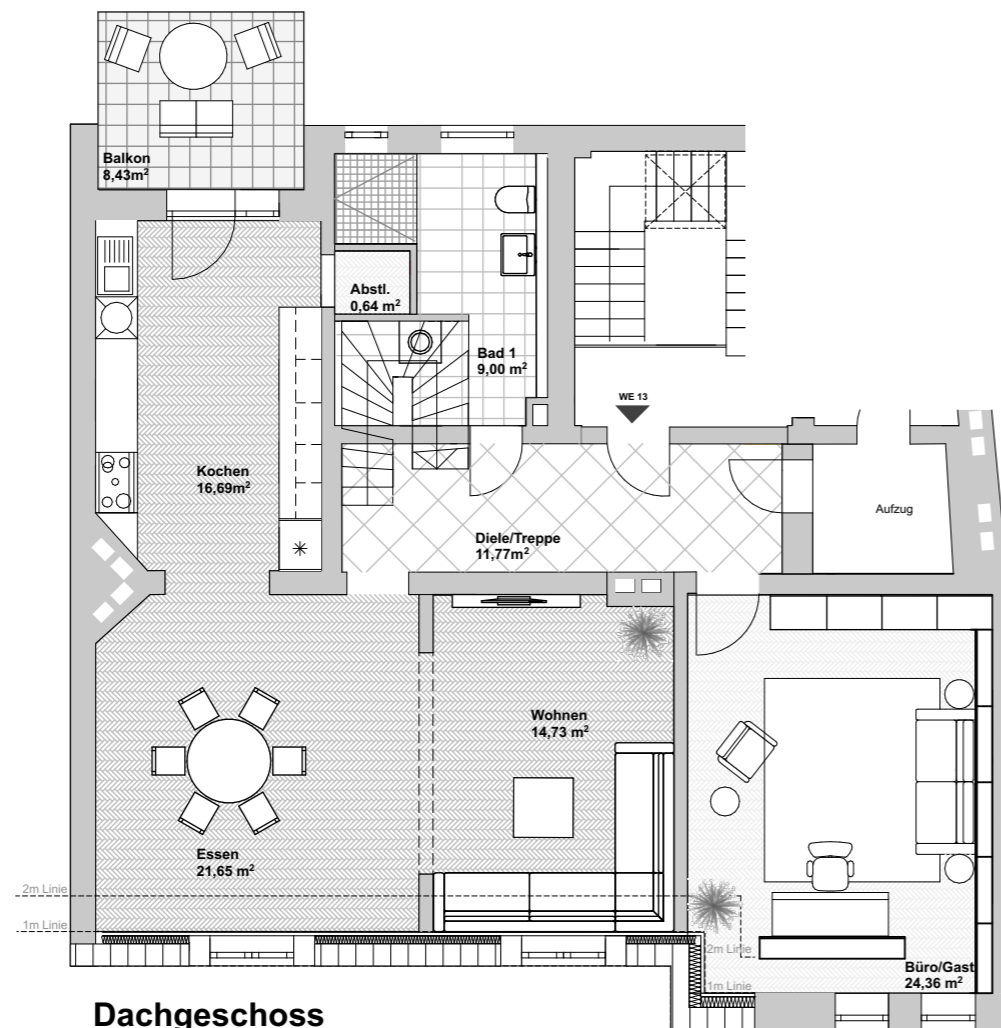 Balkon
8,43m²
Abstl.
0,64 m²
Bad 1
9,00 m²
WE 13
Kochen
16,69m²
Aufzug
Diele/Treppe
11,77m²
Wohnen
14,73 m²
Essen
21,65 m²
2m Linie
1m Linie
2m Linie
1m Linie
Büro/Gast
24,36 m²
Dachgeschoss